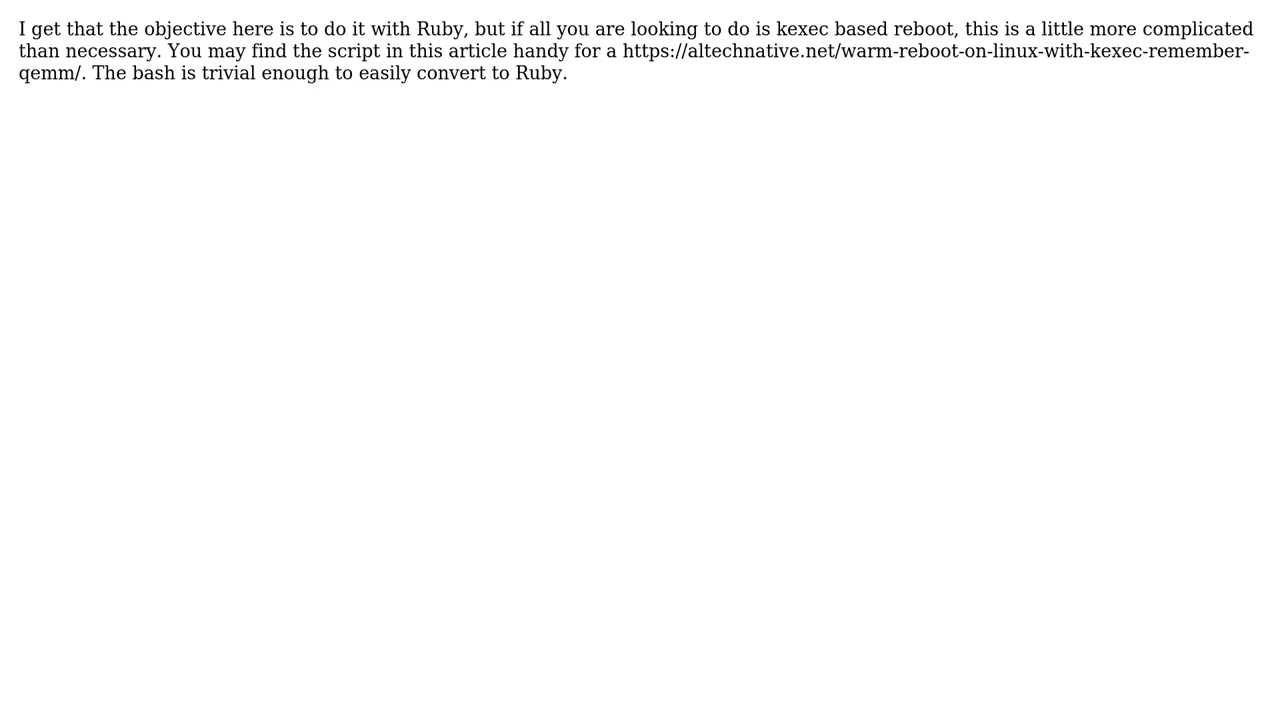 I get that the objective here is to do it with Ruby, but if all you are looking to do is kexec based reboot, this is a little more complicated
than necessary. You may find the script in this article handy for a https://altechnative.net/warm-reboot-on-linux-with-kexec-remember-
qemm/. The bash is trivial enough to easily convert to Ruby.